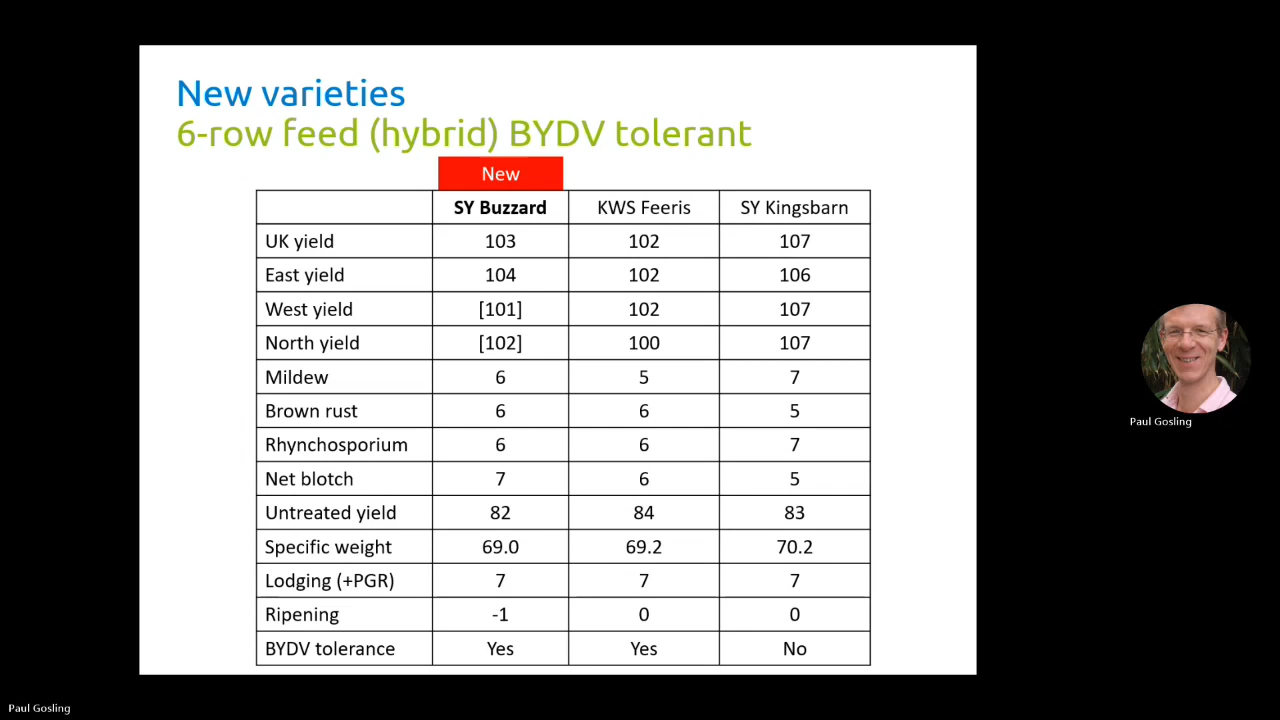 New varieties
6-row feed (hybrid) BYDV tolerant
New
SY Buzzard KWS Feeris SY Kingsbarn
UK yield 103 102 107
East yield 104 102 106
West yield [101] 102 107
North yield [102] 100 107
Mildew 6 5 7
Brown rust 6 6 5
Rhynchosporium 6 6 7
Net blotch 7 6 5
Untreated yield 82 84 83
Specific weight 69.0 69.2 70.2
Lodging (+PGR) 7 7 7
Ripening -1 0 0
BYDV tolerance Yes Yes No
Paul Gosling
Paul Gosling